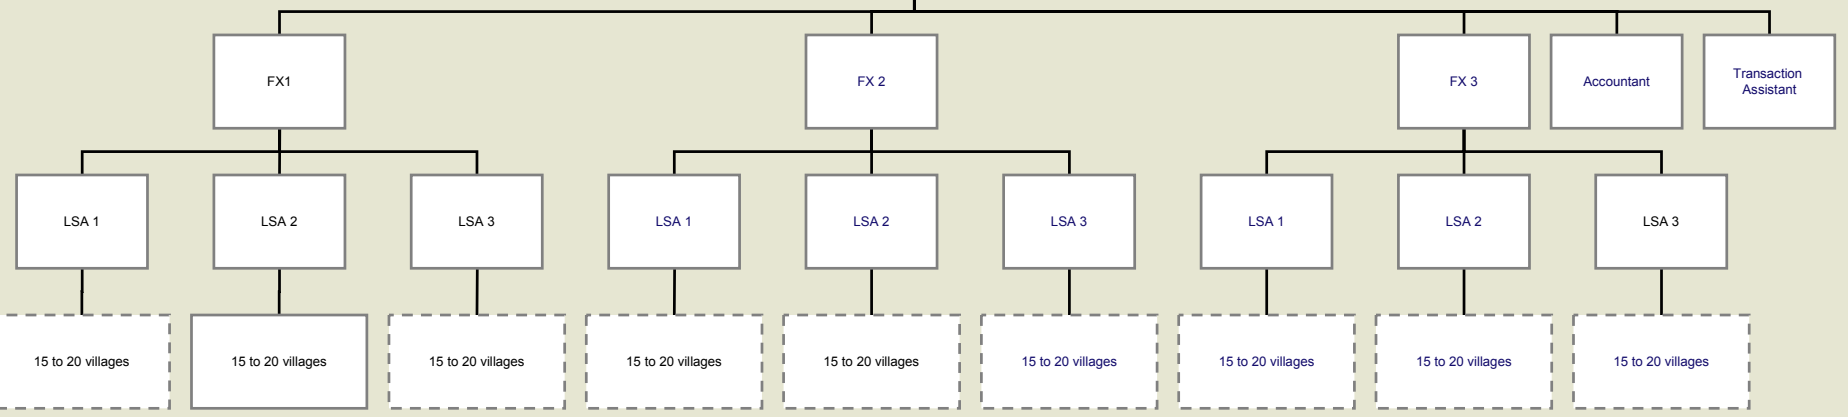 FX1
FX 2
FX 3
Accountant
Transaction
Assistant
LSA 1
LSA 2
LSA 3
LSA 1
LSA 2
LSA 3
LSA 1
LSA 2
LSA 3
15 to 20 villages
15 to 20 villages
15 to 20 villages
15 to 20 villages
15 to 20 villages
15 to 20 villages
15 to 20 villages
15 to 20 villages
15 to 20 villages